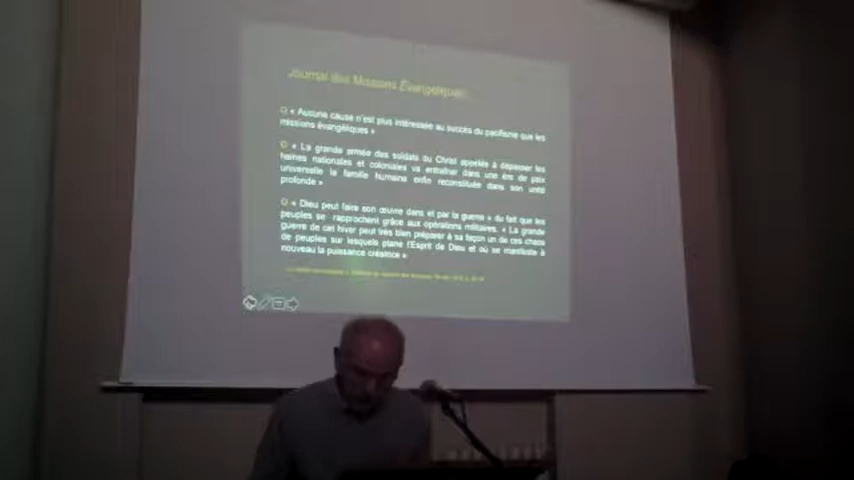 Journal des Missions Evangéliques
« Aucune cause n'est plus intéressée au succès du pacifisme que les
missions évangéliques »
« La grande armée des soldats du Christ appelés à dépasser les
haines nationales et coloniales va entraîner dans une ère de paix
universelle la famille humaine enfin reconstituée dans son unité
profonde »
« Dieu peut faire son œuvre dans et par la guerre » du fait que les
peuples se rapprochent grâce aux opérations militaires. « La grande
guerre de cet hiver peut très bien préparer à sa façon un de ces chaos
de peuples sur lesquels plane l'Esprit de Dieu et où se manifeste à
nouveau la puissance créatrice »